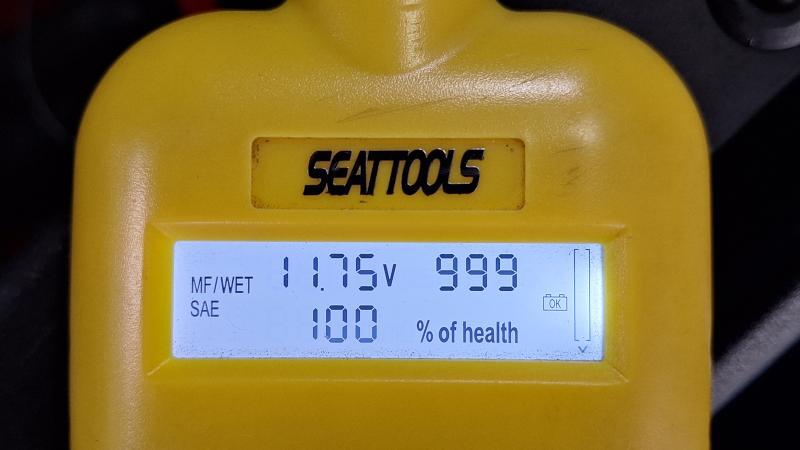 SEATTOOLS
MF/WET 11.75V 999
OK
SAE 100 % of health